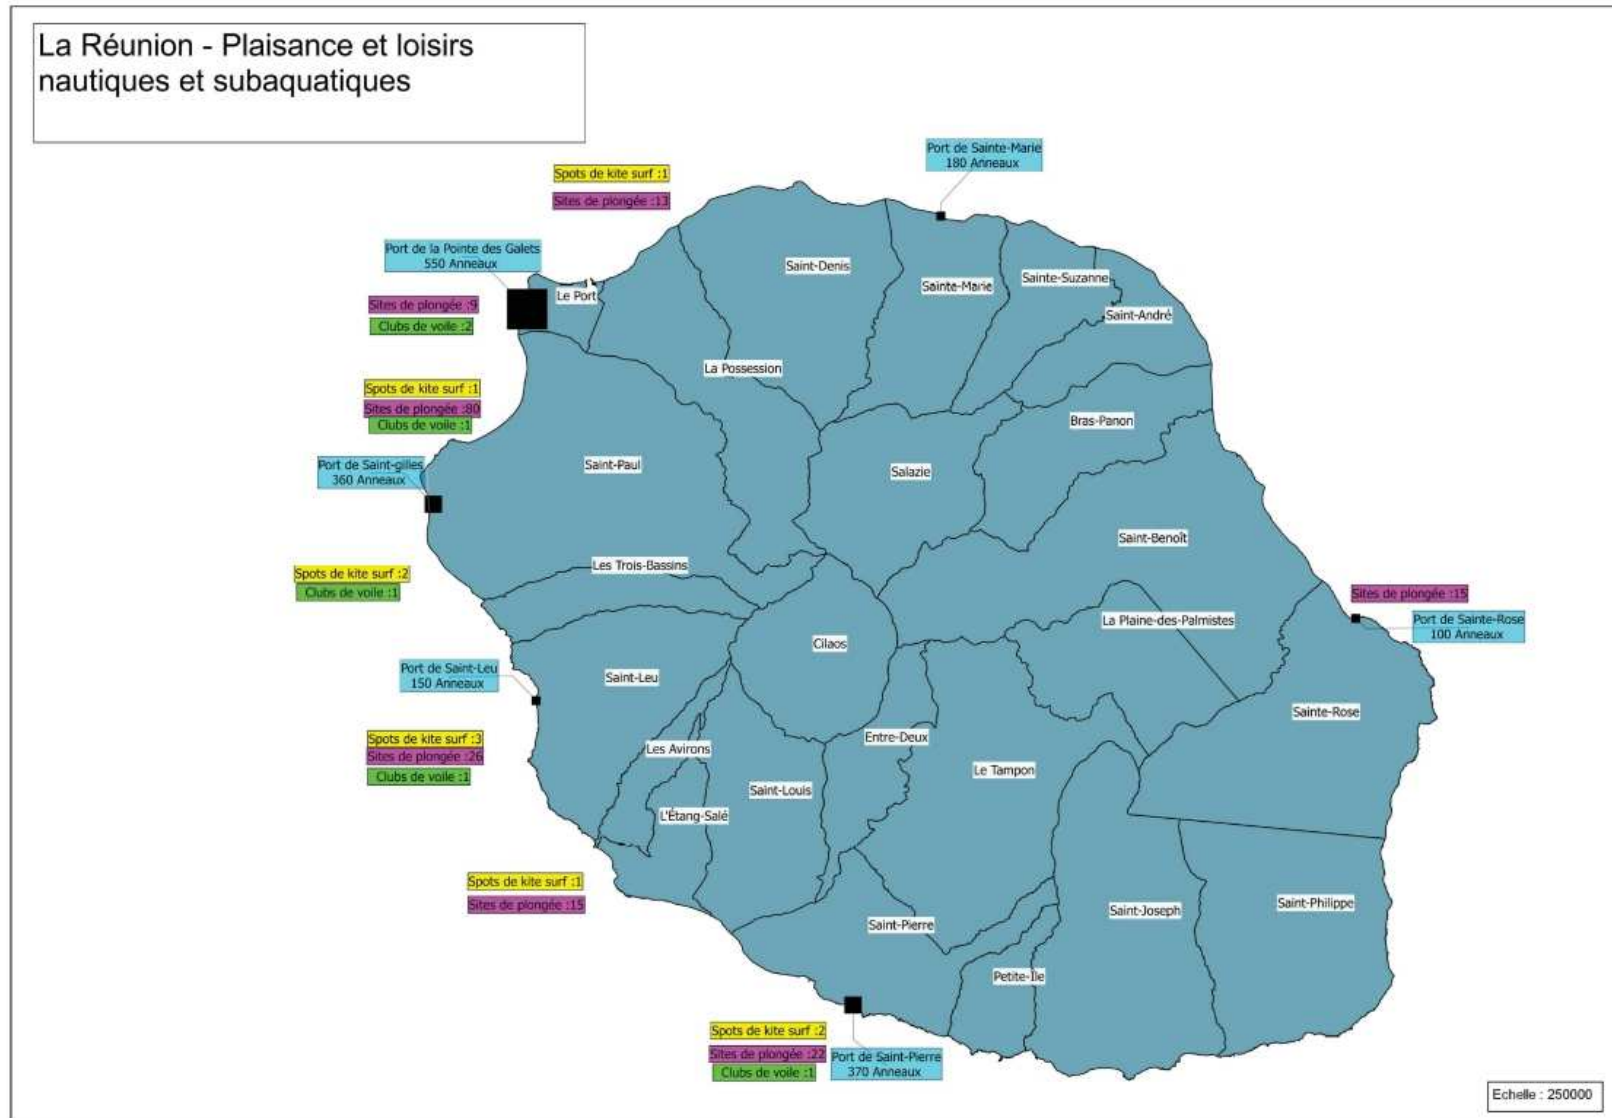 La Réunion - Plaisance et loisirs
nautiques et subaquatiques
Port de Sainte-Marie
180 Anneaux
Spots de kite surf :1
Sites de plongée :13
Port de la Pointe des Galets
550 Anneaux
Saint-Denis
Sainte-Marie
Sainte-Suzanne
Le Port
Sites de plongée :9
Clubs de voile :2
Saint-André
La Possession
Spots de kite surf :1
Sites de plongée :80
Clubs de voile :1
Bras-Panon
Port de Saint-gilles
360 Anneaux
Saint-Paul
Salazie
Saint-Benoît
Les Trois-Bassins
Spots de kite surf :2
Clubs de voile :1
Sites de plongée :15
Port de Sainte-Rose
100 Anneaux
La Plaine-des-Palmistes
Cilaos
Port de Saint-Leu
150 Anneaux
Saint-Leu
Sainte-Rose
Spots de kite surf :3
Sites de plongée :26
Clubs de voile :1
Les Avirons
Entre-Deux
Le Tampon
Saint-Louis
L'Étang-Salé
Spots de kite surf :1
Sites de plongée :15
Saint-Pierre
Saint-Joseph
Saint-Philippe
Petite-Île
Spots de kite surf :2
Sites de plongée :22
Clubs de voile :1
Port de Saint-Pierre
370 Anneaux
Echelle : 250000